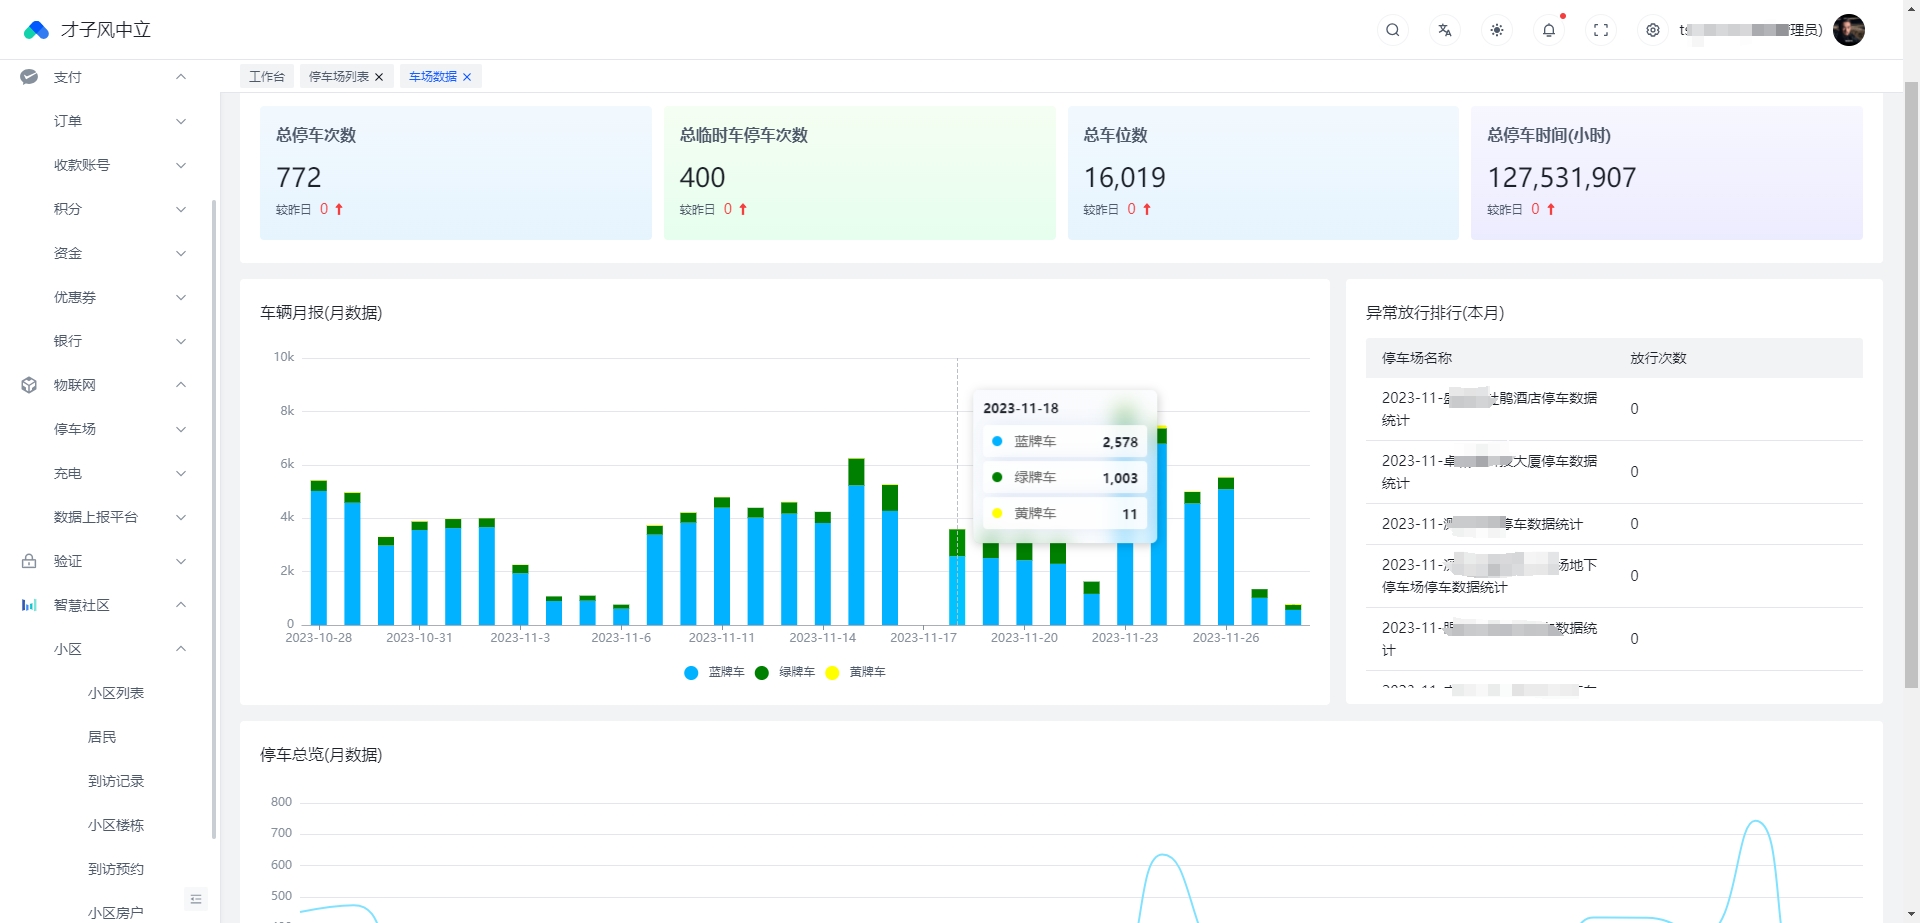 才子风中立
理员)
支付
订单
收款账号
积分
资金
优惠券
银行
物联网
停车场
充电
数据上报平台
验证
智慧社区
小区
小区列表
居民
到访记录
小区楼栋
到访预约
小区房户
工作台
停车场列表 ×
车场数据 ×
总停车次数
772
较昨日 0
总临时车停车次数
400
较昨日 0
总车位数
16,019
较昨日 0
总停车时间(小时)
127,531,907
较昨日 0
车辆月报(月数据)
10k
8k
6k
4k
2k
0
2023-10-28 2023-10-31 2023-11-3 2023-11-6 2023-11-11 2023-11-14 2023-11-17 2023-11-20 2023-11-23 2023-11-26
2023-11-18
蓝牌车 2,578
绿牌车 1,003
黄牌车 11
蓝牌车 绿牌车 黄牌车
异常放行排行(本月)
停车场名称 放行次数
2023-11- 鹃酒店停车数据
统计
0
2023-11- 大厦停车数据
统计
0
2023-11- 停车数据统计 0
2023-11- 场地下
停车场停车数据统计
0
2023-11- 数据统
计
0
停车总览(月数据)
800
700
600
500